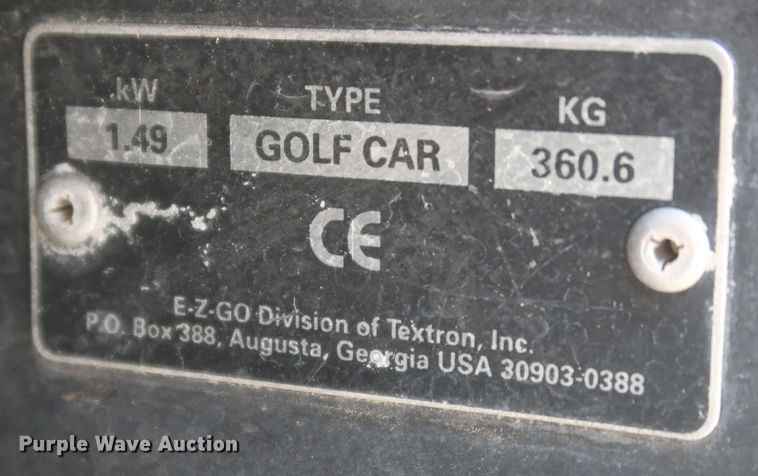 kW TYPE KG
1.49 GOLF CAR 360.6
CE
E-Z-GO Division of Textron, Inc.
P.O. Box 388, Augusta, Georgia USA 30903-0388
Purple Wave Auction